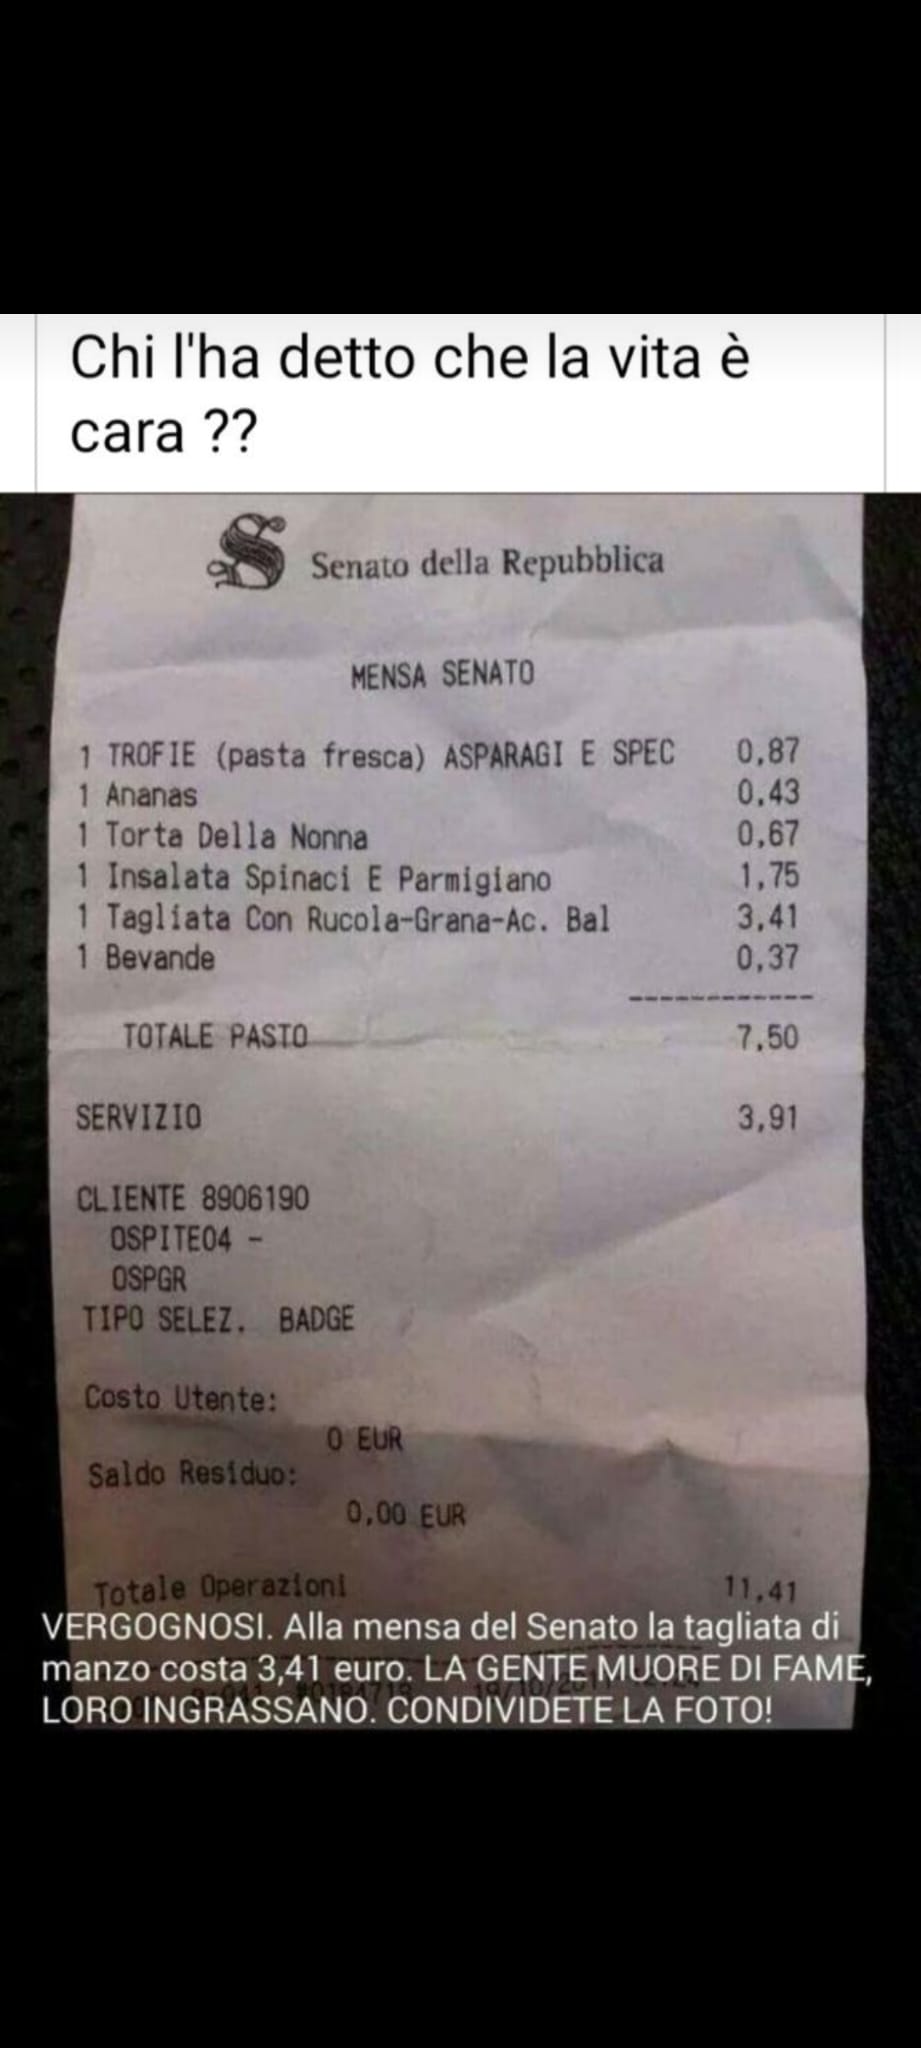 Chi l'ha detto che la vita è
cara ??
S Senato della Repubblica
MENSA SENATO
1 TROFIE (pasta fresca) ASPARAGI E SPEC 0,87
1 Ananas 0,43
1 Torta Della Nonna 0,67
1 Insalata Spinaci E Parmigiano 1,75
1 Tagliata Con Rucola-Grana-Ac. Bal 3,41
1 Bevande 0,37
------------
TOTALE PASTO 7,50
SERVIZIO 3,91
CLIENTE 8906190
OSPITE04 -
OSPGR
TIPO SELEZ. BADGE
Costo Utente:
0 EUR
Saldo Residuo:
0,00 EUR
Totale Operazioni 11,41
VERGOGNOSI. Alla mensa del Senato la tagliata di
manzo costa 3,41 euro. LA GENTE MUORE DI FAME,
LORO INGRASSANO. CONDIVIDETE LA FOTO!